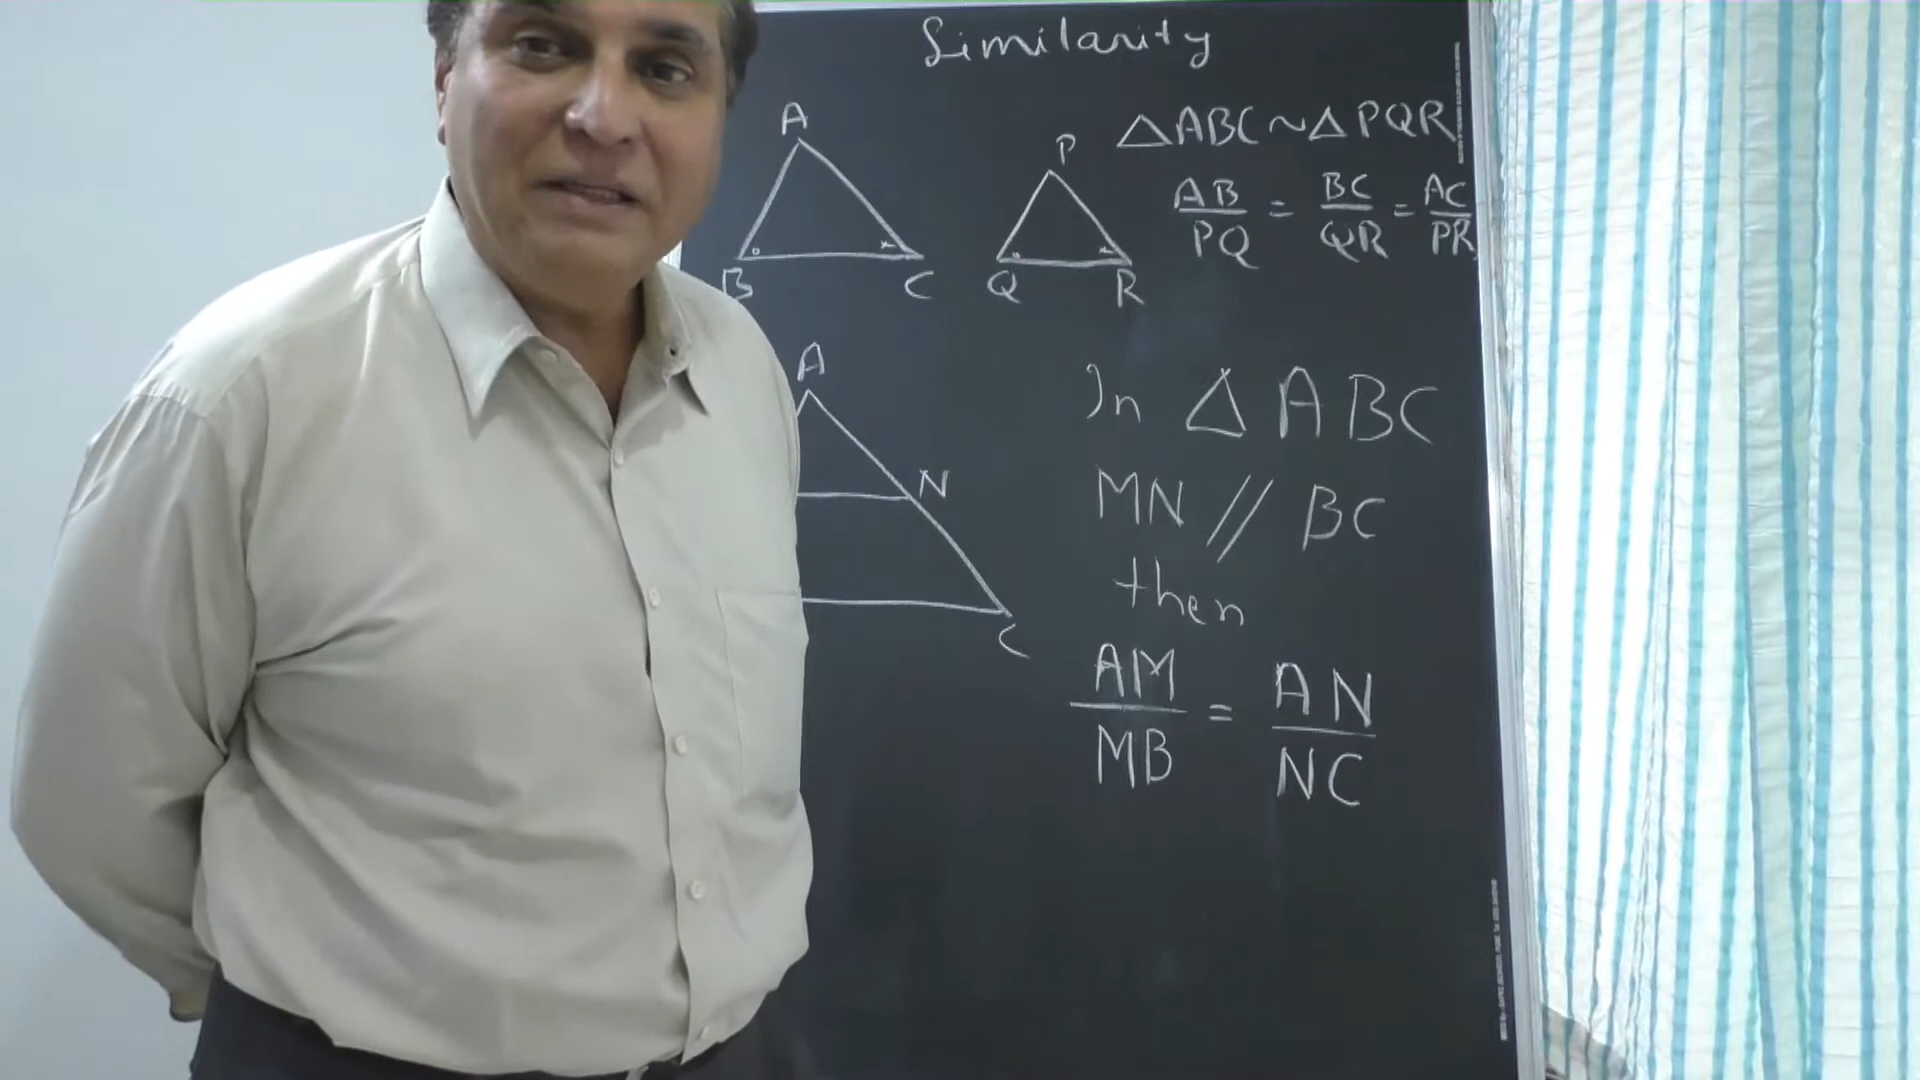 Similarity
A
B
C
P
Q
R
△ABC ~ △PQR
AB/PQ = BC/QR = AC/PR
A
N
C
In △ABC
MN // BC
then
AM/MB = AN/NC